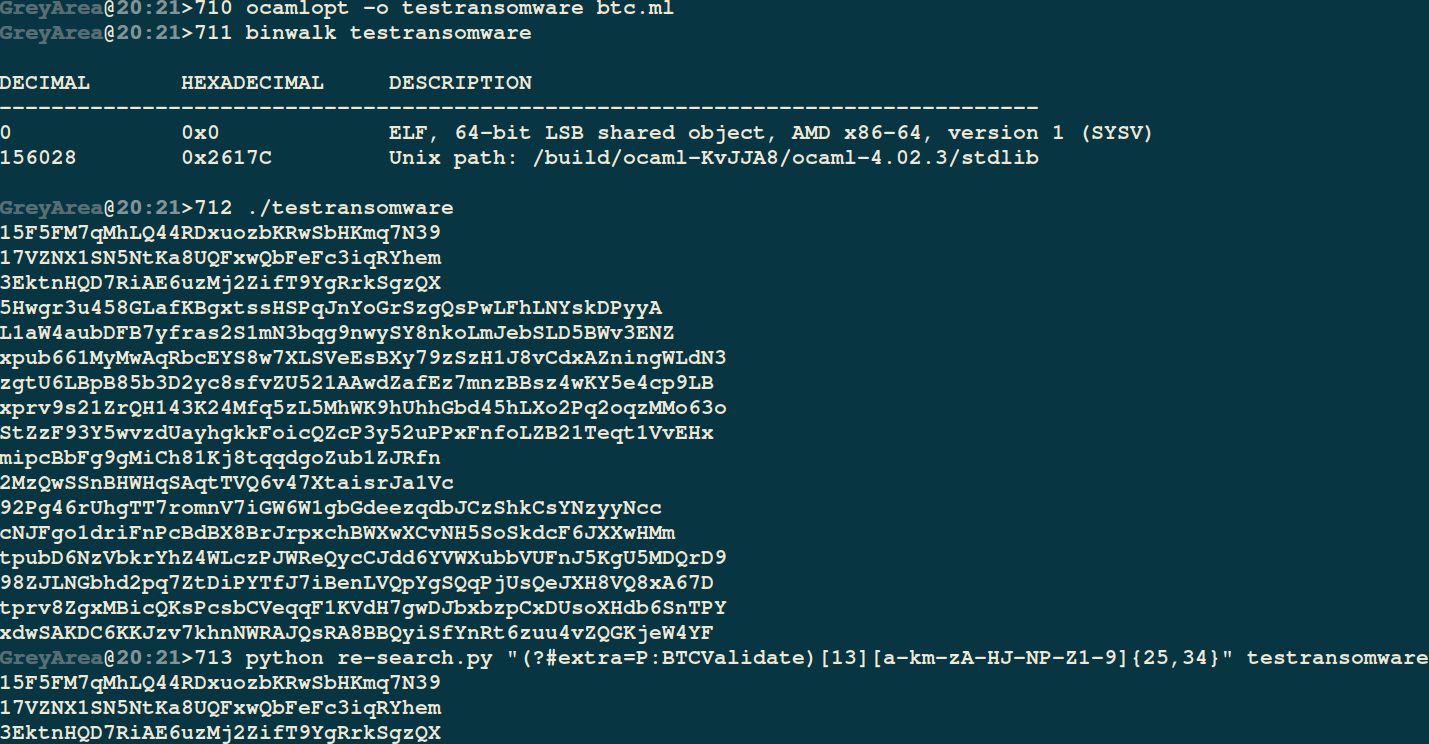 GreyArea@20:21>710 ocamlopt -o testransomware btc.ml
GreyArea@20:21>711 binwalk testransomware
DECIMAL       HEXADECIMAL     DESCRIPTION
--------------------------------------------------------------------------------
0             0x0             ELF, 64-bit LSB shared object, AMD x86-64, version 1 (SYSV)
156028        0x2617C         Unix path: /build/ocaml-KvJJA8/ocaml-4.02.3/stdlib
GreyArea@20:21>712 ./testransomware
15F5FM7qMhLQ44RDxuozbKRwSbHKmq7N39
17VZNX1SN5NtKa8UQFxwQbFeFc3iqRYhem
3EktnHQD7RiAE6uzMj2ZifT9YgRrkSgzQX
5Hwgr3u458GLafKBgxtssHSPqJnYoGrSzgQsPwLFhLNYskDPyyA
L1aW4aubDFB7yfras2S1mN3bqg9nwySY8nkoLmJebSLD5BWv3ENZ
xpub661MyMwAqRbcEYS8w7XLSVeEsBXy79zSzH1J8vCdxAZningWLdN3
zgtU6LBpB85b3D2yc8sfvZU521AAwdZafEz7mnzBBsz4wKY5e4cp9LB
xprv9s21ZrQH143K24Mfq5zL5MhWK9hUhhGbd45hLXo2Pq2oqzMMo63o
StZzF93Y5wvzdUayhgkkFoicQZcP3y52uPPxFnfoLZB21Teqt1VvEHx
mipcBbFg9gMiCh81Kj8tqqdgoZub1ZJRfn
2MzQwSSnBHWHqSAqtTVQ6v47XtaisrJa1Vc
92Pg46rUhgTT7romnV7iGW6W1gbGdeezqdbJCzShkCsYNzyyNcc
cNJFgo1driFnPcBdBX8BrJrpxchBWXwXCvNH5SoSkdcF6JXXwHMm
tpubD6NzVbkrYhZ4WLczPJWReQycCJdd6YVWXubbVUFnJ5KgU5MDQrD9
98ZJLNGbhd2pq7ZtDiPYTfJ7iBenLVQpYgSQqPjUsQeJXH8VQ8xA67D
tprv8ZgxMBicQKsPcsbCVeqqF1KVdH7gwDJbxbzpCxDUsoXHdb6SnTPY
xdwSAKDC6KKJzv7khnNWRAJQsRA8BBQyiSfYnRt6zuu4vZQGKjeW4YF
GreyArea@20:21>713 python re-search.py "(?#extra=P:BTCValidate)[13][a-km-zA-HJ-NP-Z1-9]{25,34}" testransomware
15F5FM7qMhLQ44RDxuozbKRwSbHKmq7N39
17VZNX1SN5NtKa8UQFxwQbFeFc3iqRYhem
3EktnHQD7RiAE6uzMj2ZifT9YgRrkSgzQX